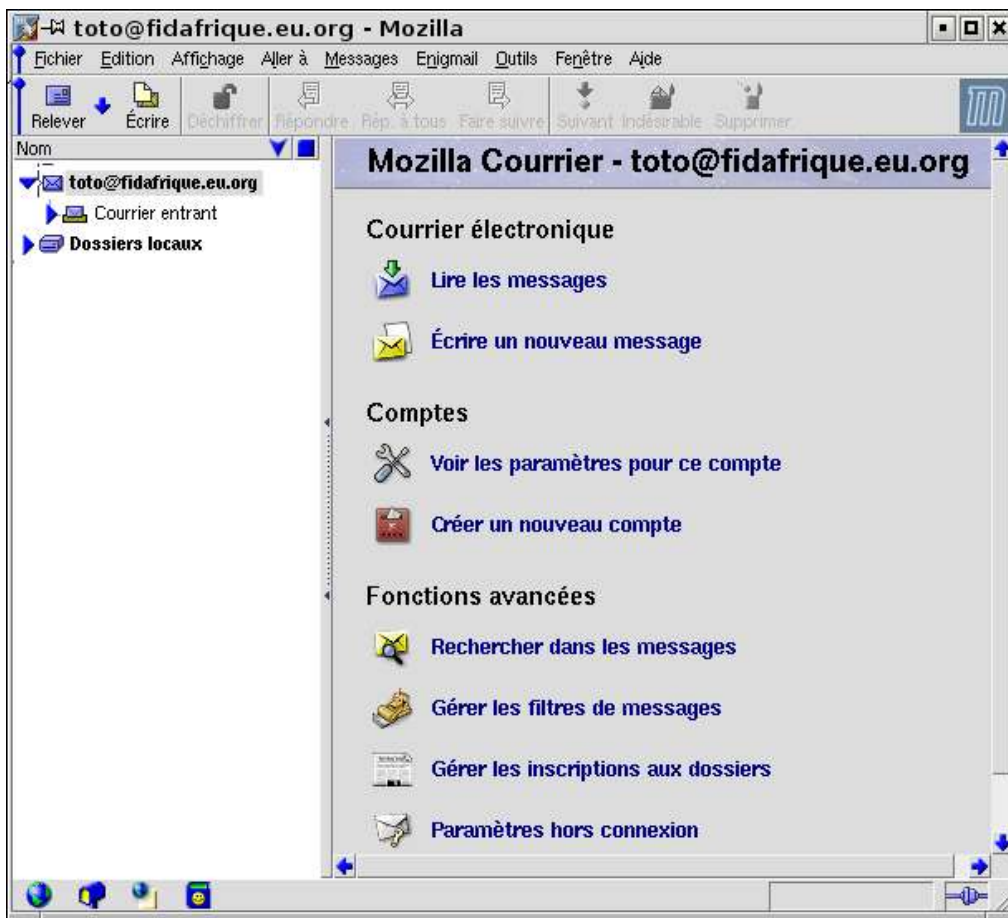 toto@fidafrique.eu.org - Mozilla
Fichier Edition Affichage Aller à Messages Enigmail Outils Fenêtre Aide
Relever Écrire Déchiffrer Répondre Rép. à tous Faire suivre Suivant Indésirable Supprimer
Nom
toto@fidafrique.eu.org
Courrier entrant
Dossiers locaux
Mozilla Courrier - toto@fidafrique.eu.org
Courrier électronique
Lire les messages
Écrire un nouveau message
Comptes
Voir les paramètres pour ce compte
Créer un nouveau compte
Fonctions avancées
Rechercher dans les messages
Gérer les filtres de messages
Gérer les inscriptions aux dossiers
Paramètres hors connexion